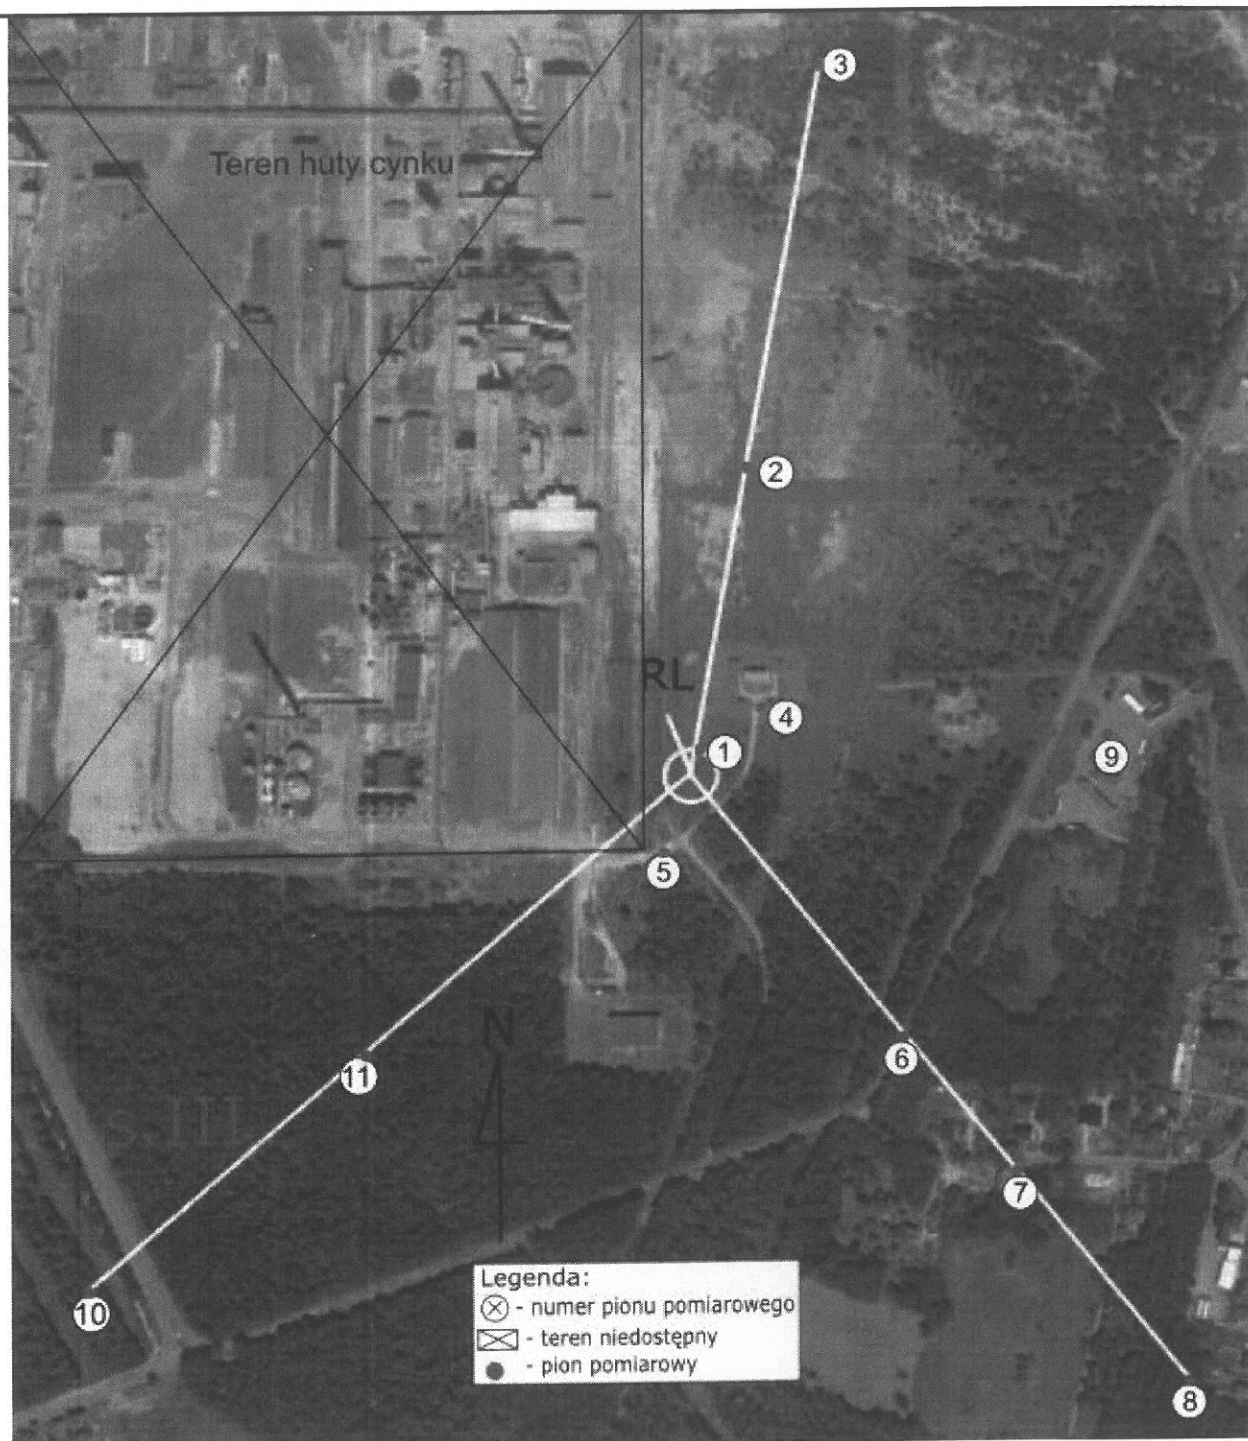 3
Teren huty cynku
2
RL
4
1
9
5
N
6
11
7
Legenda:
- numer pionu pomiarowego
- teren niedostępny
- pion pomiarowy
10
8